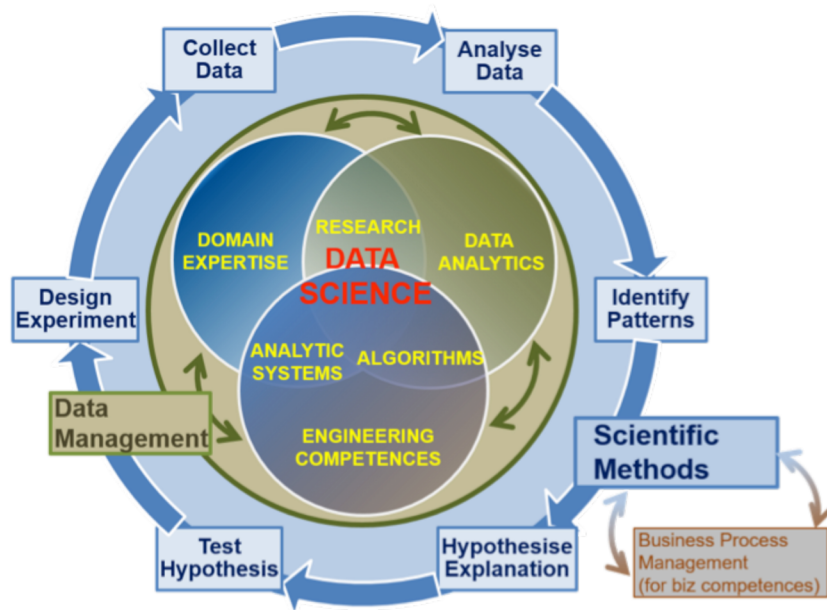 Collect
Data
Analyse
Data
RESEARCH
DOMAIN
EXPERTISE
DATA
SCIENCE
DATA
ANALYTICS
Design
Experiment
Identify
Patterns
ANALYTIC
SYSTEMS
ALGORITHMS
Data
Management
ENGINEERING
COMPETENCES
Scientific
Methods
Test
Hypothesis
Hypothesise
Explanation
Business Process
Management
(for biz competences)